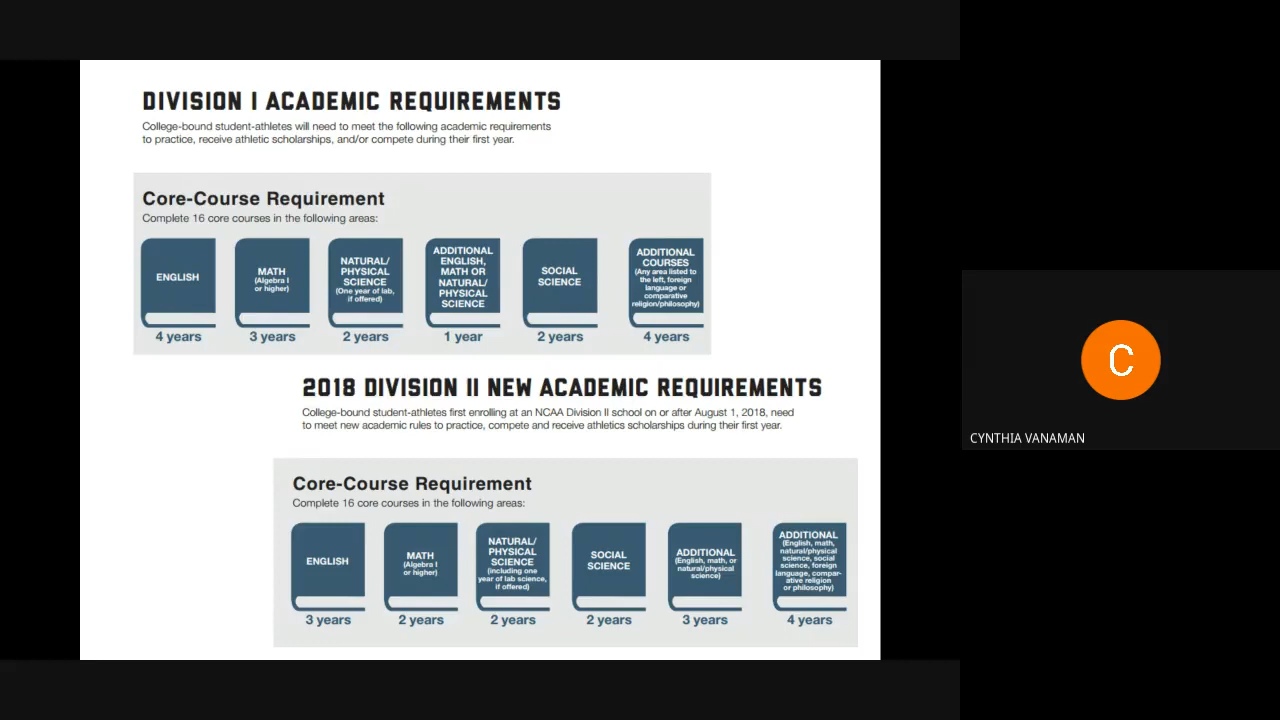 DIVISION I ACADEMIC REQUIREMENTS
College-bound student-athletes will need to meet the following academic requirements
to practice, receive athletic scholarships, and/or compete during their first year.
Core-Course Requirement
Complete 16 core courses in the following areas:
ENGLISH
4 years
MATH
(Algebra I
or higher)
3 years
NATURAL/
PHYSICAL
SCIENCE
(One year of lab,
if offered)
2 years
ADDITIONAL
ENGLISH,
MATH OR
NATURAL/
PHYSICAL
SCIENCE
1 year
SOCIAL
SCIENCE
2 years
ADDITIONAL
COURSES
(Any area listed to
the left, foreign
language or
comparative
religion/philosophy)
4 years
2018 DIVISION II NEW ACADEMIC REQUIREMENTS
College-bound student-athletes first enrolling at an NCAA Division II school on or after August 1, 2018, need
to meet new academic rules to practice, compete and receive athletics scholarships during their first year.
Core-Course Requirement
Complete 16 core courses in the following areas:
ENGLISH
3 years
MATH
(Algebra I
or higher)
2 years
NATURAL/
PHYSICAL
SCIENCE
(including one
year of lab science,
if offered)
2 years
SOCIAL
SCIENCE
2 years
ADDITIONAL
(English, math, or
natural/physical
science)
3 years
ADDITIONAL
(English, math,
natural/physical
science, social
science, foreign
language, compar-
ative religion
or philosophy)
4 years
C
CYNTHIA VANAMAN